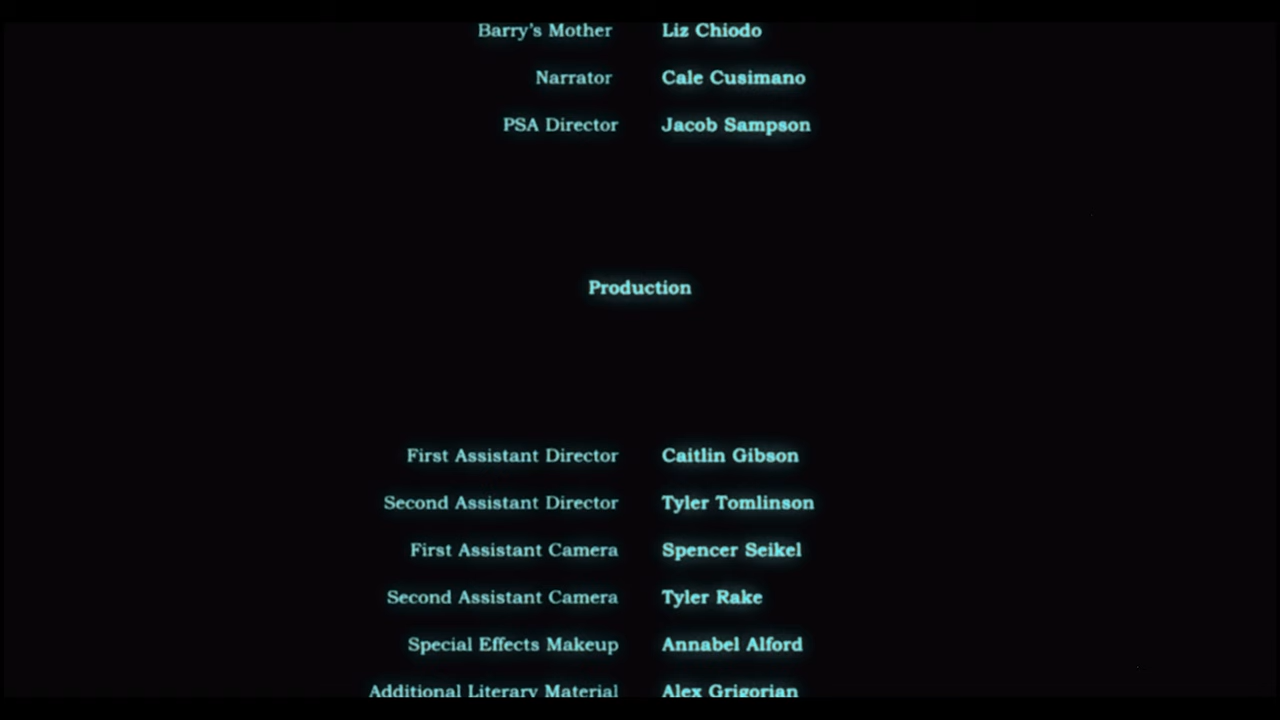 Barry's Mother Liz Chiodo
Narrator Cale Cusimano
PSA Director Jacob Sampson
Production
First Assistant Director Caitlin Gibson
Second Assistant Director Tyler Tomlinson
First Assistant Camera Spencer Seikel
Second Assistant Camera Tyler Rake
Special Effects Makeup Annabel Alford
Additional Literary Material Alex Grigorian